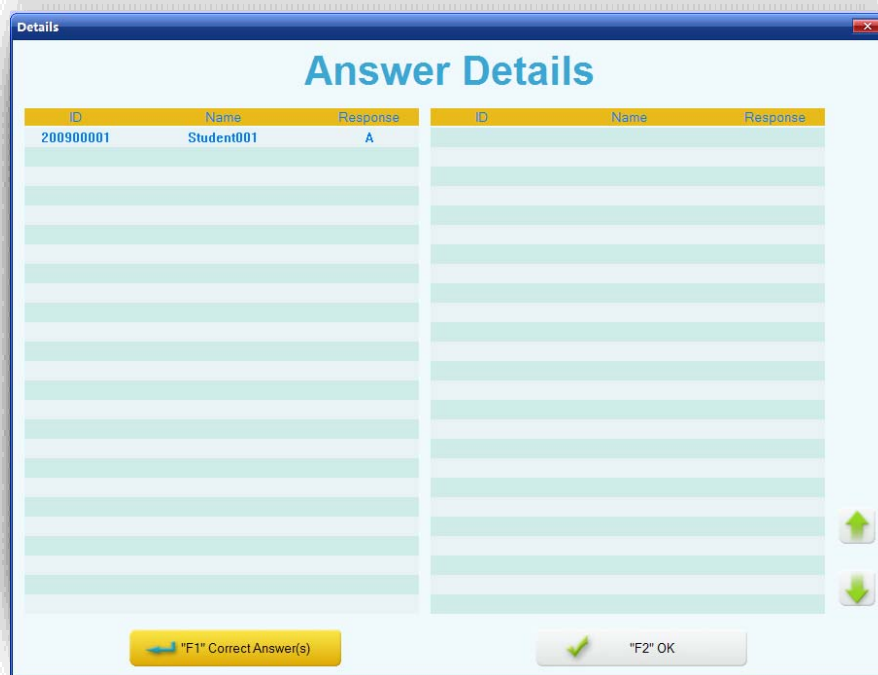 Details
Answer Details
ID Name Response ID Name Response
200900001 Student001 A
"F1" Correct Answer(s) "F2" OK